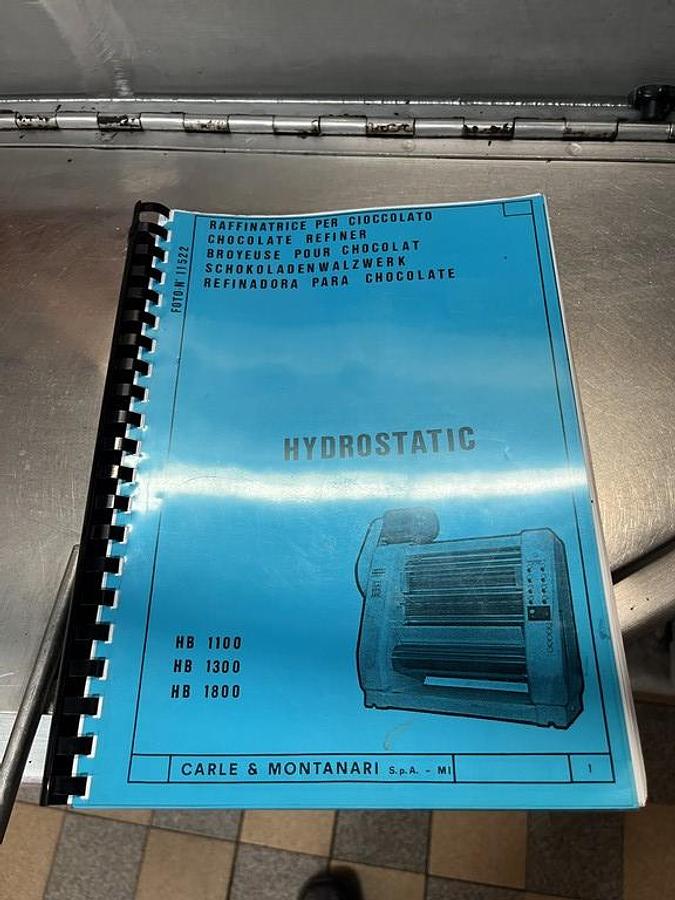 RAFFINATRICE PER CIOCCOLATO
CHOCOLATE REFINER
BROYEUSE POUR CHOCOLAT
SCHOKOLADENWALZWERK
REFINADORA PARA CHOCOLATE
FOTO-N° 11522
HYDROSTATIC
HB 1100
HB 1300
HB 1800
CARLE & MONTANARI S.p.A. - MI
1